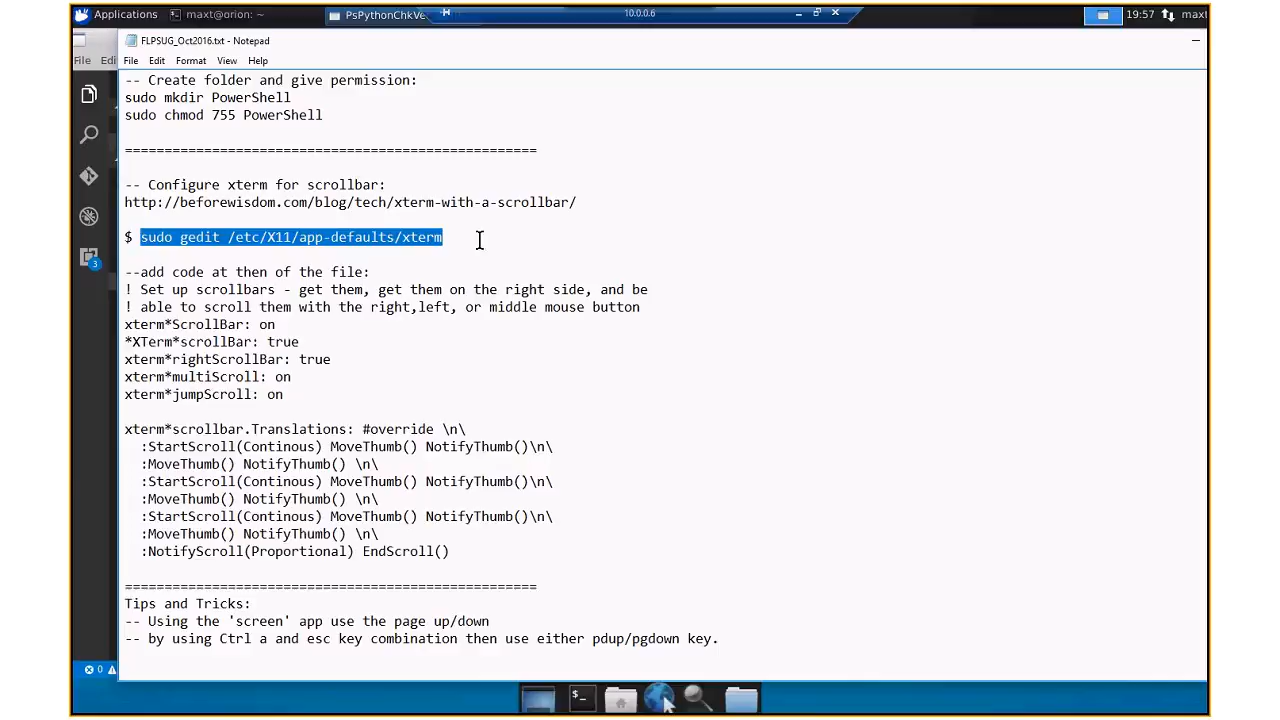 Applications
maxt@orion: ~
PsPythonChkVe
10.0.0.6
19:57
maxt
FLPSUG_Oct2016.txt - Notepad
File Edi
File Edit Format View Help
-- Create folder and give permission:
sudo mkdir PowerShell
sudo chmod 755 PowerShell
====================================================
-- Configure xterm for scrollbar:
http://beforewisdom.com/blog/tech/xterm-with-a-scrollbar/
$ sudo gedit /etc/X11/app-defaults/xterm
--add code at then of the file:
! Set up scrollbars - get them, get them on the right side, and be
! able to scroll them with the right,left, or middle mouse button
xterm*ScrollBar: on
*XTerm*scrollBar: true
xterm*rightScrollBar: true
xterm*multiScroll: on
xterm*jumpScroll: on
xterm*scrollbar.Translations: #override \n\
:StartScroll(Continous) MoveThumb() NotifyThumb()\n\
:MoveThumb() NotifyThumb() \n\
:StartScroll(Continous) MoveThumb() NotifyThumb()\n\
:MoveThumb() NotifyThumb() \n\
:StartScroll(Continous) MoveThumb() NotifyThumb()\n\
:MoveThumb() NotifyThumb() \n\
:NotifyScroll(Proportional) EndScroll()
====================================================
Tips and Tricks:
-- Using the 'screen' app use the page up/down
-- by using Ctrl a and esc key combination then use either pdup/pgdown key.
3
0